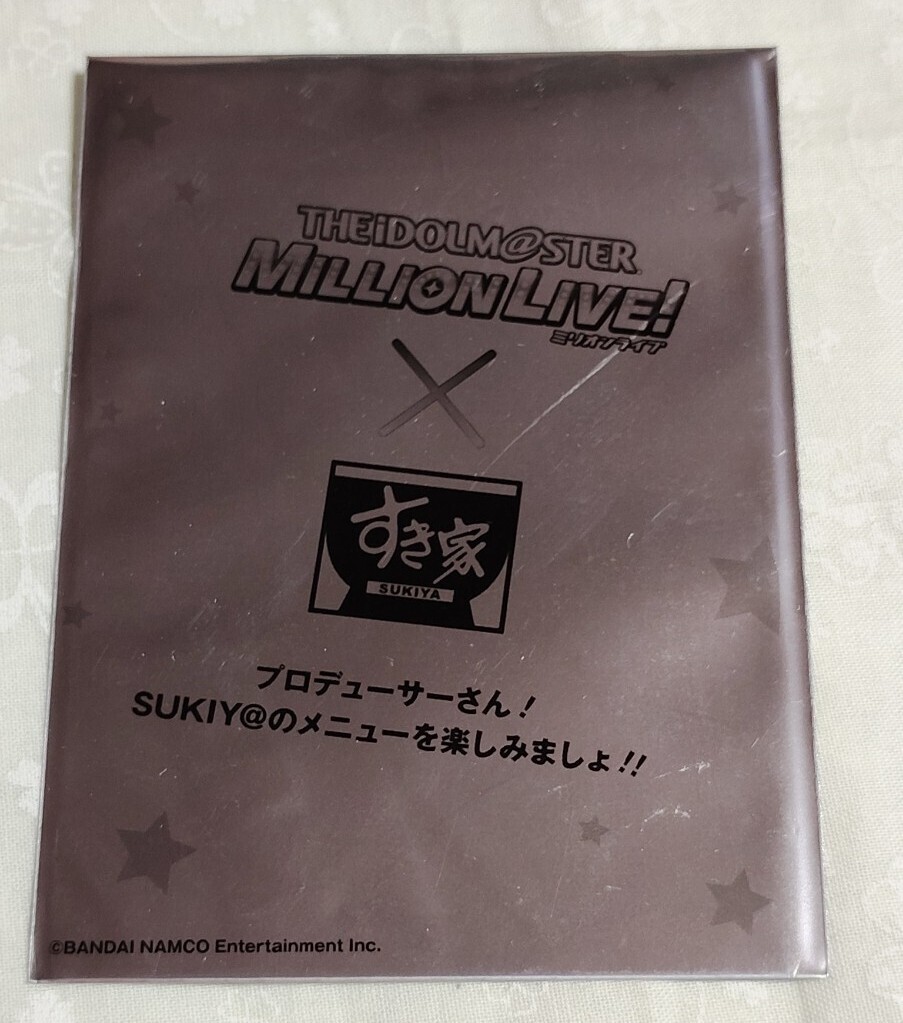 THE iDOLM@STER
MILLION LIVE!
ミリオンライブ
×
すき家
SUKIYA
プロデューサーさん！
SUKIY@のメニューを楽しみましょ!!
©BANDAI NAMCO Entertainment Inc.